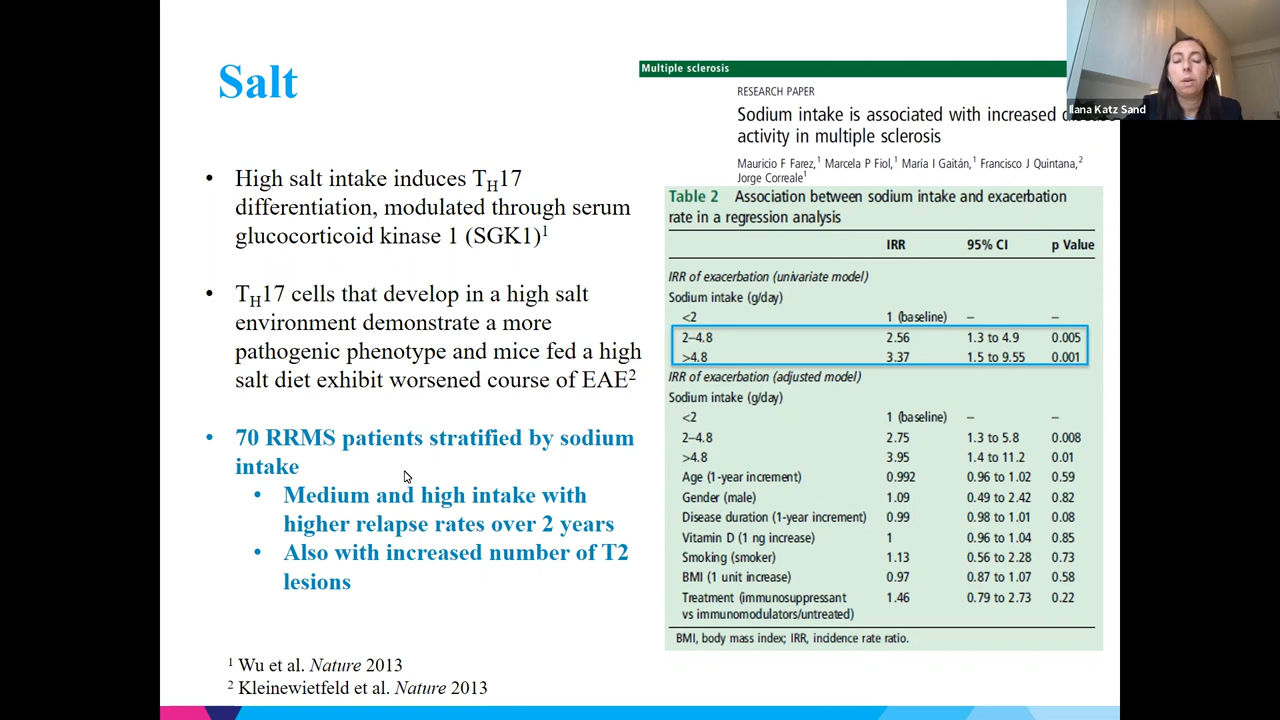 Salt
• High salt intake induces TH17
differentiation, modulated through serum
glucocorticoid kinase 1 (SGK1)1
• TH17 cells that develop in a high salt
environment demonstrate a more
pathogenic phenotype and mice fed a high
salt diet exhibit worsened course of EAE2
• 70 RRMS patients stratified by sodium
intake
• Medium and high intake with
higher relapse rates over 2 years
• Also with increased number of T2
lesions
1 Wu et al. Nature 2013
2 Kleinewietfeld et al. Nature 2013
Multiple sclerosis
RESEARCH PAPER
Sodium intake is associated with increased
activity in multiple sclerosis
Mauricio F Farez,1 Marcela P Fiol,1 María I Gaitán,1 Francisco J Quintana,2
Jorge Correale1
Table 2 Association between sodium intake and exacerbation
rate in a regression analysis
IRR 95% CI p Value
IRR of exacerbation (univariate model)
Sodium intake (g/day)
<2 1 (baseline) – –
2–4.8 2.56 1.3 to 4.9 0.005
>4.8 3.37 1.5 to 9.55 0.001
IRR of exacerbation (adjusted model)
Sodium intake (g/day)
<2 1 (baseline) – –
2–4.8 2.75 1.3 to 5.8 0.008
>4.8 3.95 1.4 to 11.2 0.01
Age (1-year increment) 0.992 0.96 to 1.02 0.59
Gender (male) 1.09 0.49 to 2.42 0.82
Disease duration (1-year increment) 0.99 0.98 to 1.01 0.08
Vitamin D (1 ng increase) 1 0.96 to 1.04 0.85
Smoking (smoker) 1.13 0.56 to 2.28 0.73
BMI (1 unit increase) 0.97 0.87 to 1.07 0.58
Treatment (immunosuppressant 1.46 0.79 to 2.73 0.22
vs immunomodulators/untreated)
BMI, body mass index; IRR, incidence rate ratio.
Ilana Katz Sand